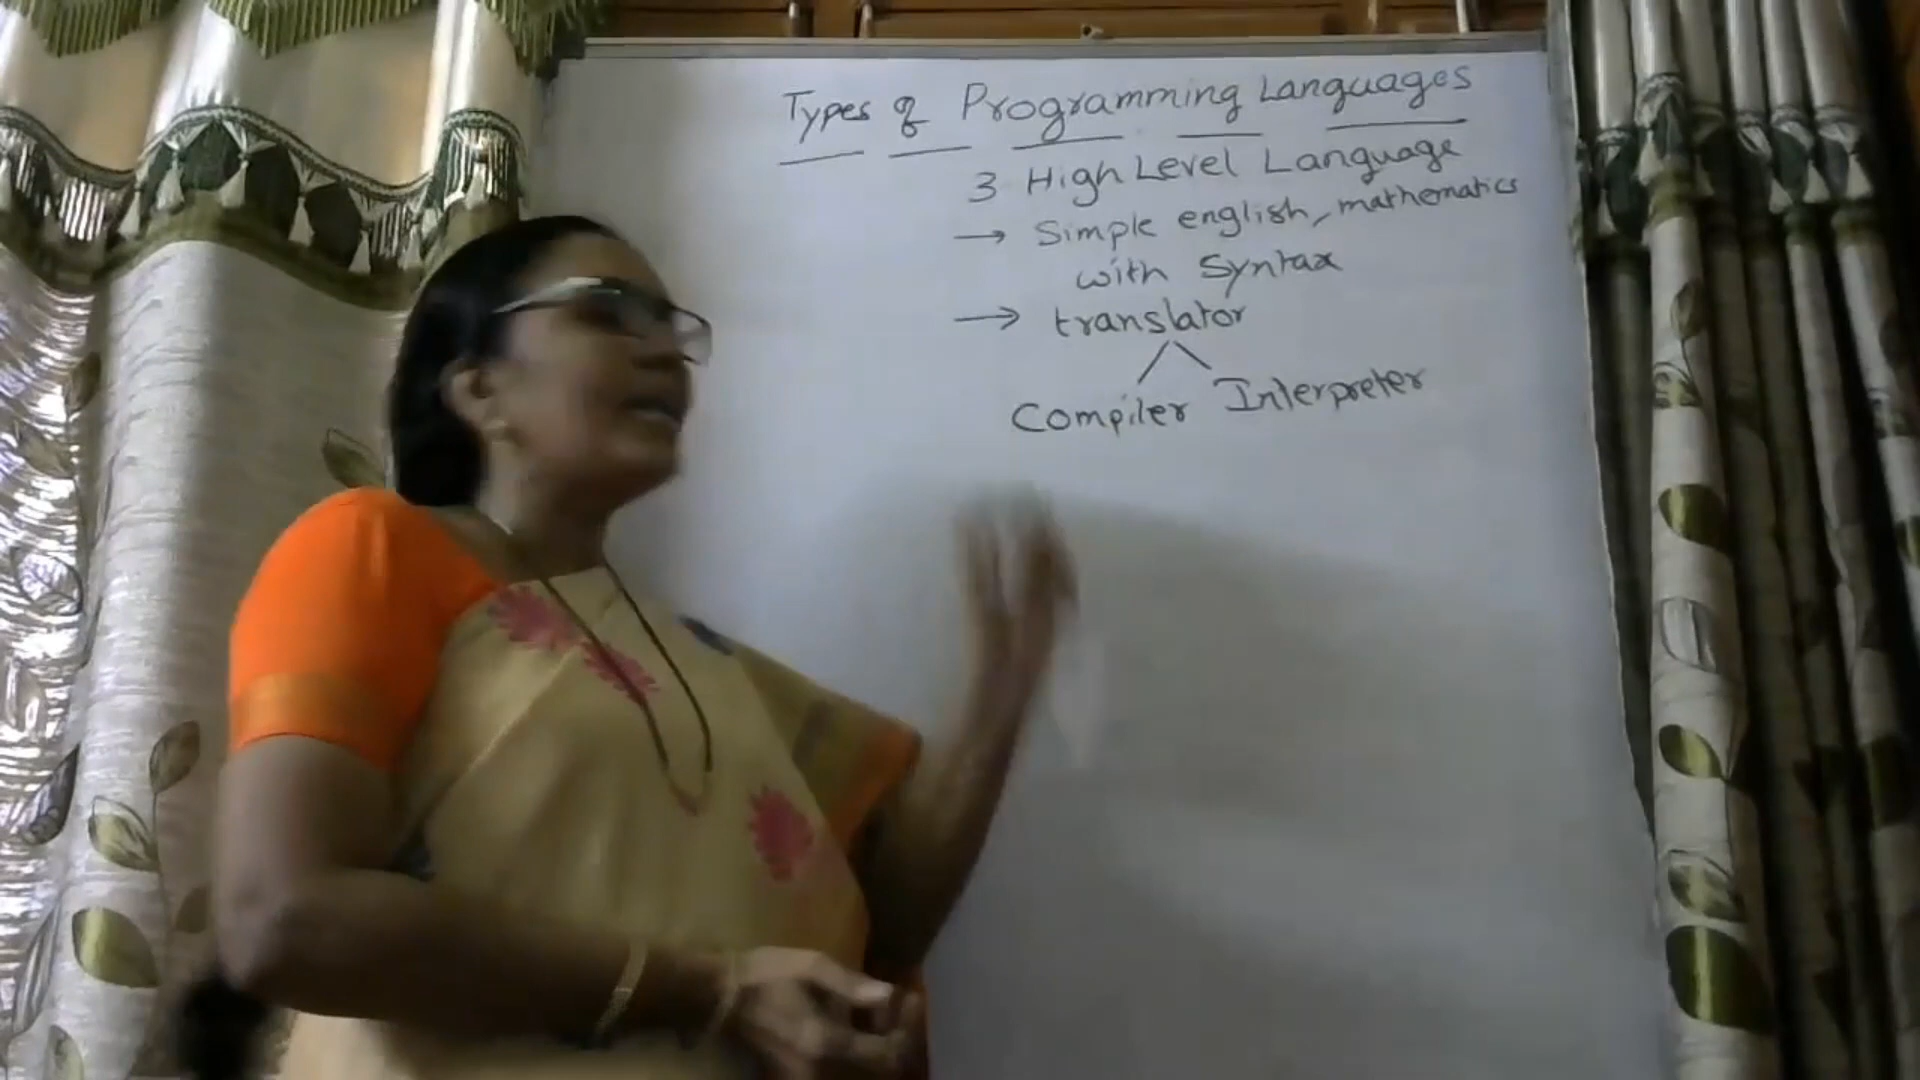 Types of Programming Languages
3 High Level Language
→ Simple english, mathematics
with Syntax
→ translator
Compiler Interpreter